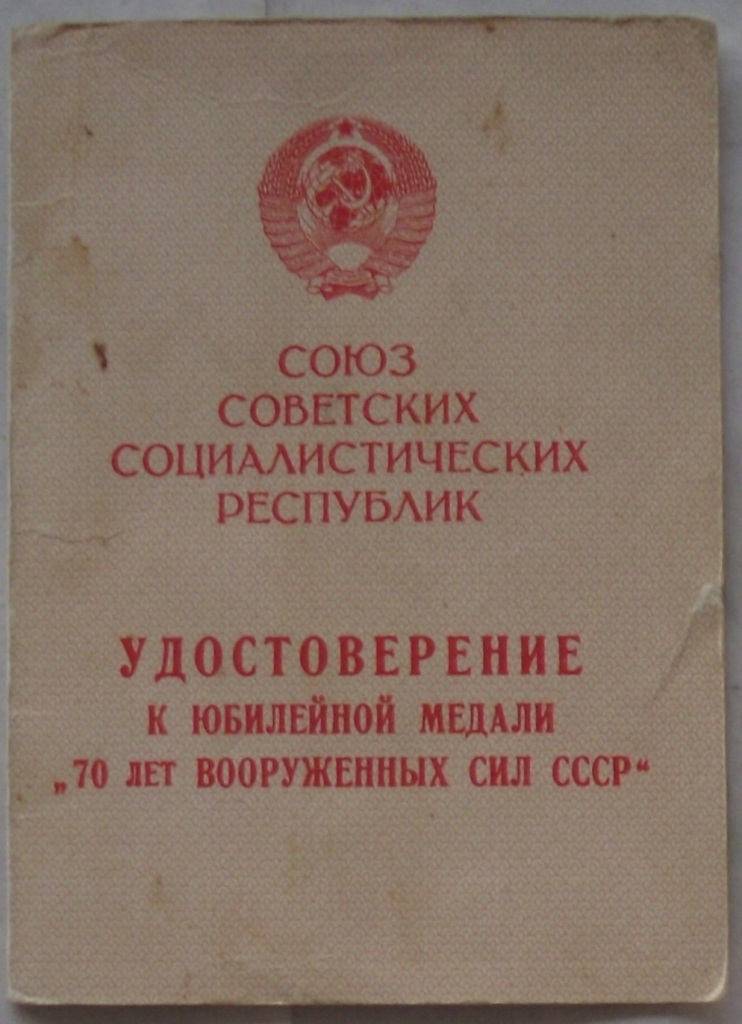 СОЮЗ
СОВЕТСКИХ
СОЦИАЛИСТИЧЕСКИХ
РЕСПУБЛИК
УДОСТОВЕРЕНИЕ
К ЮБИЛЕЙНОЙ МЕДАЛИ
„70 ЛЕТ ВООРУЖЕННЫХ СИЛ СССР“